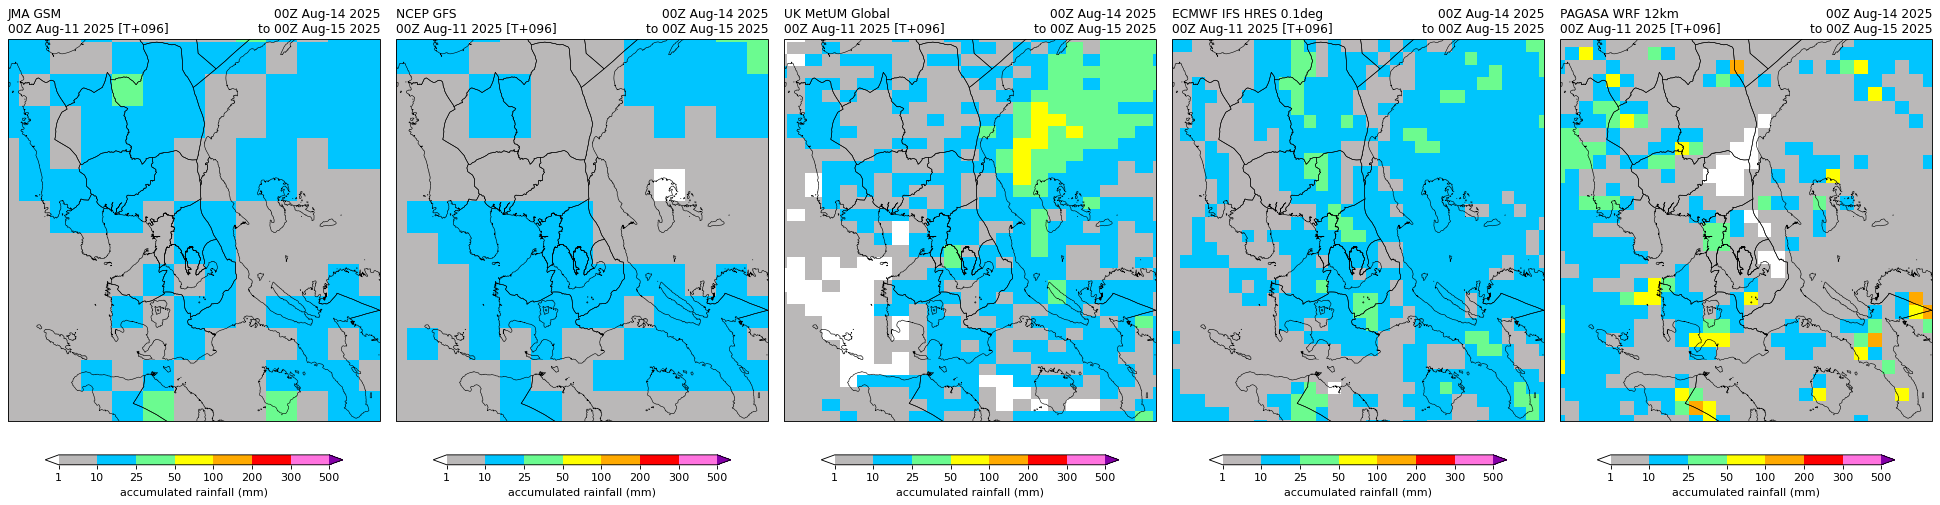 JMA GSM 00Z Aug-14 2025
00Z Aug-11 2025 [T+096] to 00Z Aug-15 2025
1 10 25 50 100 200 300 500
accumulated rainfall (mm)
NCEP GFS 00Z Aug-14 2025
00Z Aug-11 2025 [T+096] to 00Z Aug-15 2025
1 10 25 50 100 200 300 500
accumulated rainfall (mm)
UK MetUM Global 00Z Aug-14 2025
00Z Aug-11 2025 [T+096] to 00Z Aug-15 2025
1 10 25 50 100 200 300 500
accumulated rainfall (mm)
ECMWF IFS HRES 0.1deg 00Z Aug-14 2025
00Z Aug-11 2025 [T+096] to 00Z Aug-15 2025
1 10 25 50 100 200 300 500
accumulated rainfall (mm)
PAGASA WRF 12km 00Z Aug-14 2025
00Z Aug-11 2025 [T+096] to 00Z Aug-15 2025
1 10 25 50 100 200 300 500
accumulated rainfall (mm)